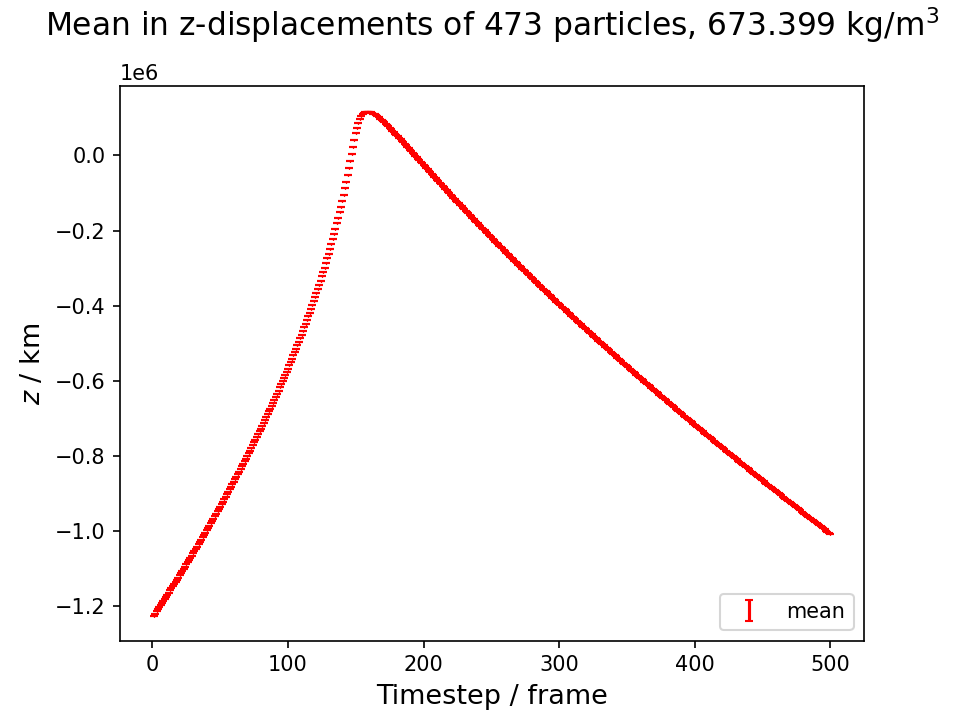 Mean in z-displacements of 473 particles, 673.399 kg/m³
1e6
0.0
−0.2
−0.4
−0.6
−0.8
−1.0
−1.2
z / km
0 100 200 300 400 500
Timestep / frame
mean